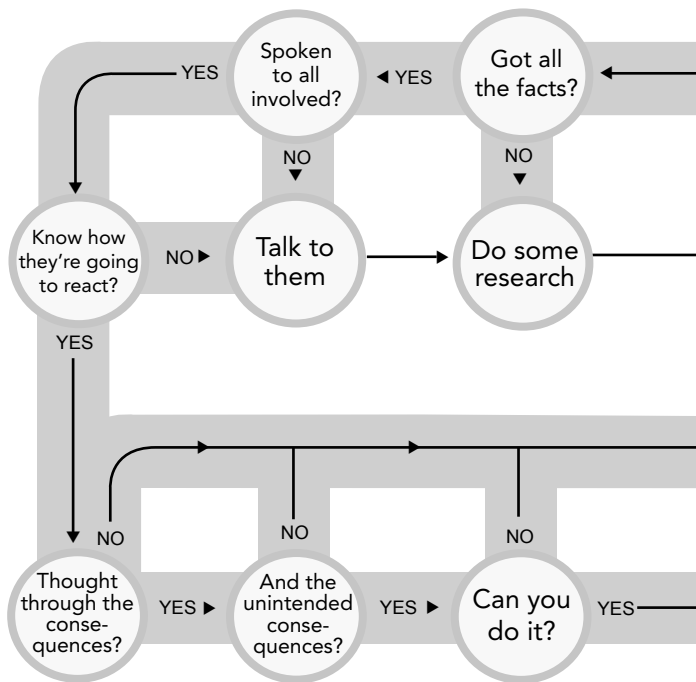 Spoken
to all
involved?
Got all
the facts?
YES
YES
NO
NO
Know how
they're going
to react?
NO
Talk to
them
Do some
research
YES
NO
NO
NO
Thought
through the
conse-
quences?
YES
And the
unintended
conse-
quences?
YES
Can you
do it?
YES